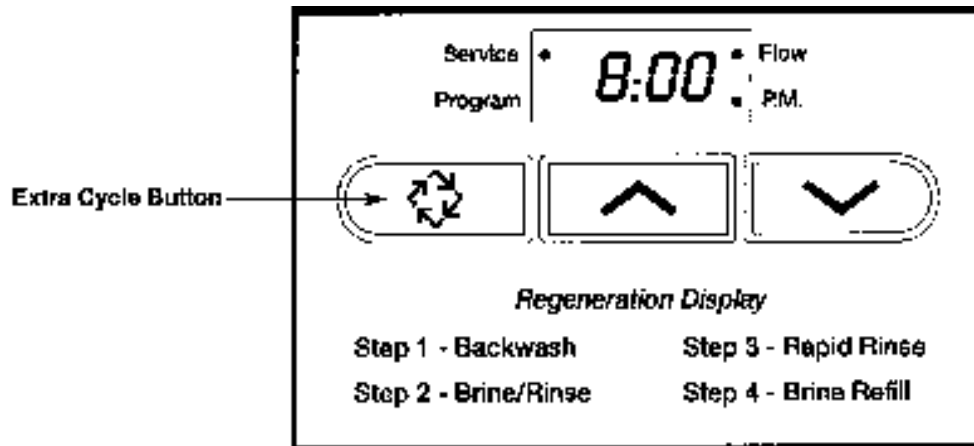 Service 8:00 Flow
Program P.M.
Extra Cycle Button
Regeneration Display
Step 1 - Backwash Step 3 - Rapid Rinse
Step 2 - Brine/Rinse Step 4 - Brine Refill